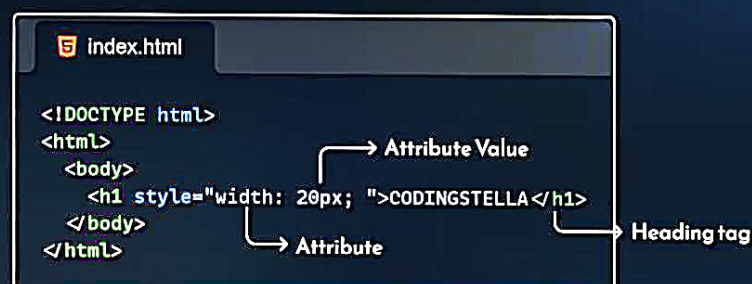 index.html
<!DOCTYPE html>
<html>
<body>
Attribute Value
<h1 style="width: 20px; ">CODINGSTELLA</h1>
</body>
Heading tag
</html>
Attribute